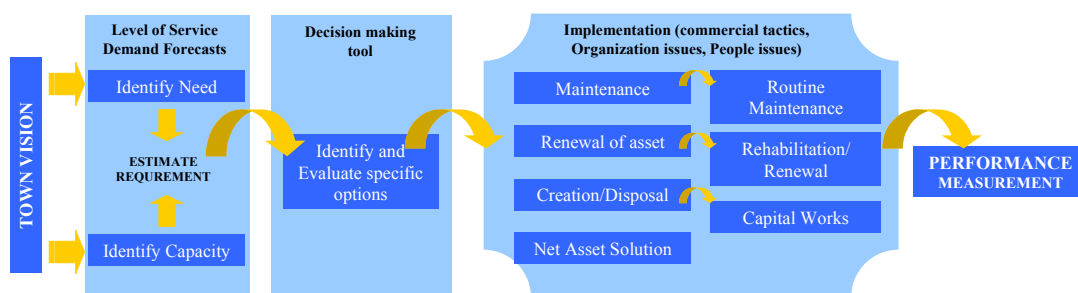 TOWN VISION
Level of Service
Demand Forecasts
Identify Need
ESTIMATE
REQUREMENT
Identify Capacity
Decision making
tool
Identify and
Evaluate specific
options
Implementation (commercial tactics,
Organization issues, People issues)
Maintenance
Routine
Maintenance
Renewal of asset
Rehabilitation/
Renewal
Creation/Disposal
Capital Works
Net Asset Solution
PERFORMANCE
MEASUREMENT